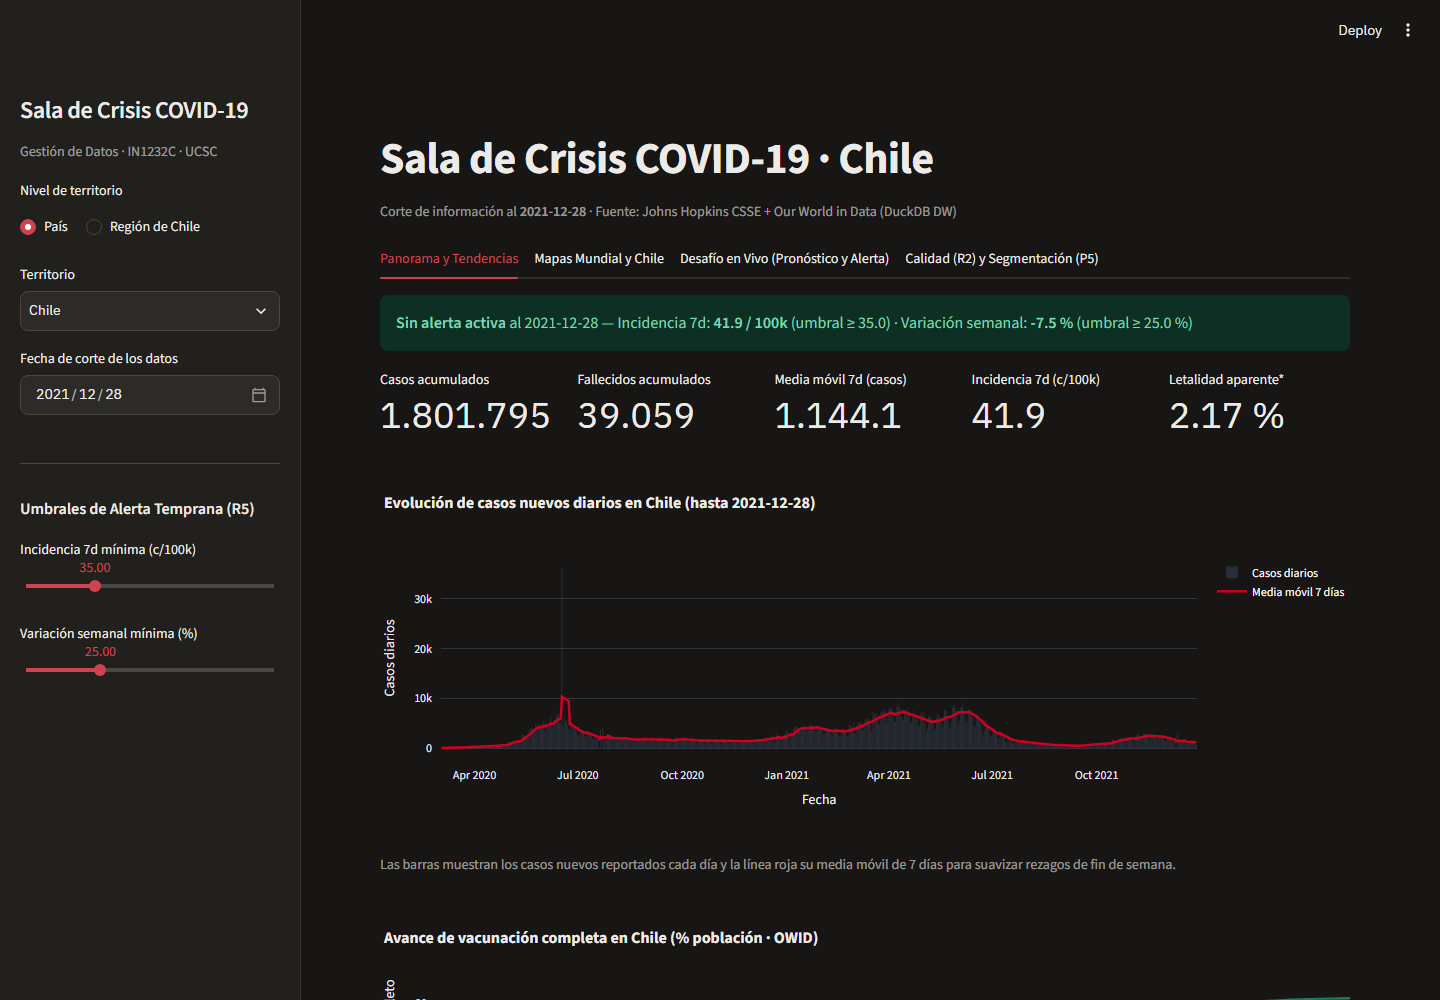 Deploy
Sala de Crisis COVID-19
Gestión de Datos · IN1232C · UCSC
Nivel de territorio
País
Región de Chile
Territorio
Chile
Fecha de corte de los datos
2021 / 12 / 28
Umbrales de Alerta Temprana (R5)
Incidencia 7d mínima (c/100k)
35.00
Variación semanal mínima (%)
25.00
Sala de Crisis COVID-19 · Chile
Corte de información al 2021-12-28 · Fuente: Johns Hopkins CSSE + Our World in Data (DuckDB DW)
Panorama y Tendencias
Mapas Mundial y Chile
Desafío en Vivo (Pronóstico y Alerta)
Calidad (R2) y Segmentación (P5)
Sin alerta activa al 2021-12-28 — Incidencia 7d: 41.9 / 100k (umbral ≥ 35.0) · Variación semanal: -7.5 % (umbral ≥ 25.0 %)
Casos acumulados
1.801.795
Fallecidos acumulados
39.059
Media móvil 7d (casos)
1.144.1
Incidencia 7d (c/100k)
41.9
Letalidad aparente*
2.17 %
Evolución de casos nuevos diarios en Chile (hasta 2021-12-28)
Casos diarios
Media móvil 7 días
Casos diarios
30k
20k
10k
0
Apr 2020
Jul 2020
Oct 2020
Jan 2021
Apr 2021
Jul 2021
Oct 2021
Fecha
Las barras muestran los casos nuevos reportados cada día y la línea roja su media móvil de 7 días para suavizar rezagos de fin de semana.
Avance de vacunación completa en Chile (% población · OWID)